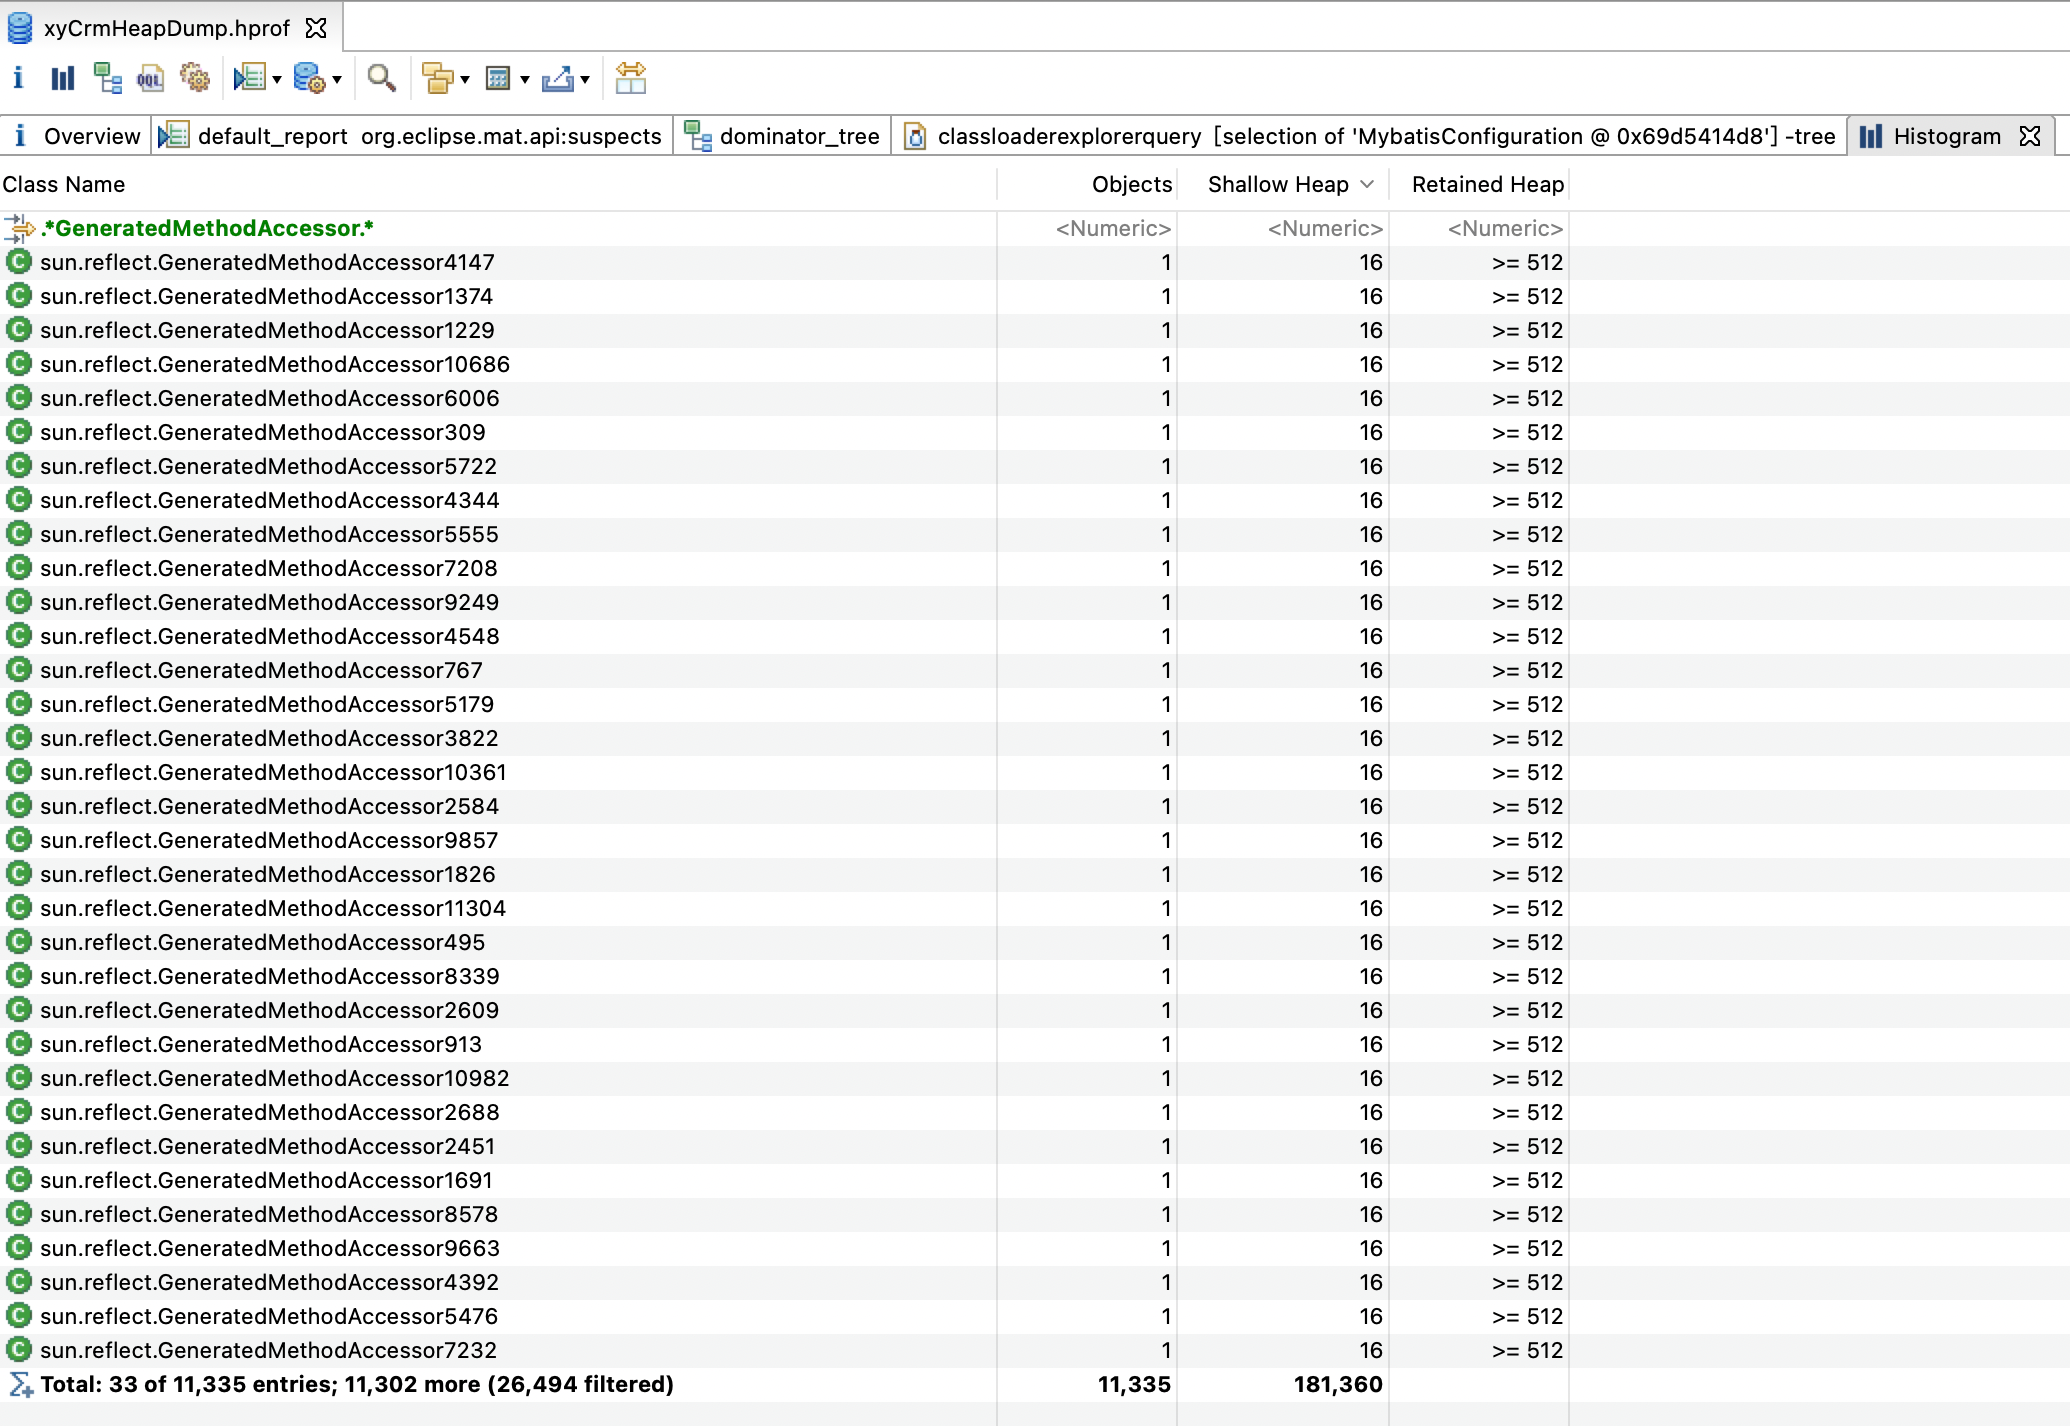 xyCrmHeapDump.hprof
Overview default_report org.eclipse.mat.api:suspects dominator_tree classloaderexplorerquery [selection of 'MybatisConfiguration @ 0x69d5414d8'] -tree Histogram
Class Name Objects Shallow Heap Retained Heap
.*GeneratedMethodAccessor.* <Numeric> <Numeric> <Numeric>
sun.reflect.GeneratedMethodAccessor4147 1 16 >= 512
sun.reflect.GeneratedMethodAccessor1374 1 16 >= 512
sun.reflect.GeneratedMethodAccessor1229 1 16 >= 512
sun.reflect.GeneratedMethodAccessor10686 1 16 >= 512
sun.reflect.GeneratedMethodAccessor6006 1 16 >= 512
sun.reflect.GeneratedMethodAccessor309 1 16 >= 512
sun.reflect.GeneratedMethodAccessor5722 1 16 >= 512
sun.reflect.GeneratedMethodAccessor4344 1 16 >= 512
sun.reflect.GeneratedMethodAccessor5555 1 16 >= 512
sun.reflect.GeneratedMethodAccessor7208 1 16 >= 512
sun.reflect.GeneratedMethodAccessor9249 1 16 >= 512
sun.reflect.GeneratedMethodAccessor4548 1 16 >= 512
sun.reflect.GeneratedMethodAccessor767 1 16 >= 512
sun.reflect.GeneratedMethodAccessor5179 1 16 >= 512
sun.reflect.GeneratedMethodAccessor3822 1 16 >= 512
sun.reflect.GeneratedMethodAccessor10361 1 16 >= 512
sun.reflect.GeneratedMethodAccessor2584 1 16 >= 512
sun.reflect.GeneratedMethodAccessor9857 1 16 >= 512
sun.reflect.GeneratedMethodAccessor1826 1 16 >= 512
sun.reflect.GeneratedMethodAccessor11304 1 16 >= 512
sun.reflect.GeneratedMethodAccessor495 1 16 >= 512
sun.reflect.GeneratedMethodAccessor8339 1 16 >= 512
sun.reflect.GeneratedMethodAccessor2609 1 16 >= 512
sun.reflect.GeneratedMethodAccessor913 1 16 >= 512
sun.reflect.GeneratedMethodAccessor10982 1 16 >= 512
sun.reflect.GeneratedMethodAccessor2688 1 16 >= 512
sun.reflect.GeneratedMethodAccessor2451 1 16 >= 512
sun.reflect.GeneratedMethodAccessor1691 1 16 >= 512
sun.reflect.GeneratedMethodAccessor8578 1 16 >= 512
sun.reflect.GeneratedMethodAccessor9663 1 16 >= 512
sun.reflect.GeneratedMethodAccessor4392 1 16 >= 512
sun.reflect.GeneratedMethodAccessor5476 1 16 >= 512
sun.reflect.GeneratedMethodAccessor7232 1 16 >= 512
Total: 33 of 11,335 entries; 11,302 more (26,494 filtered) 11,335 181,360